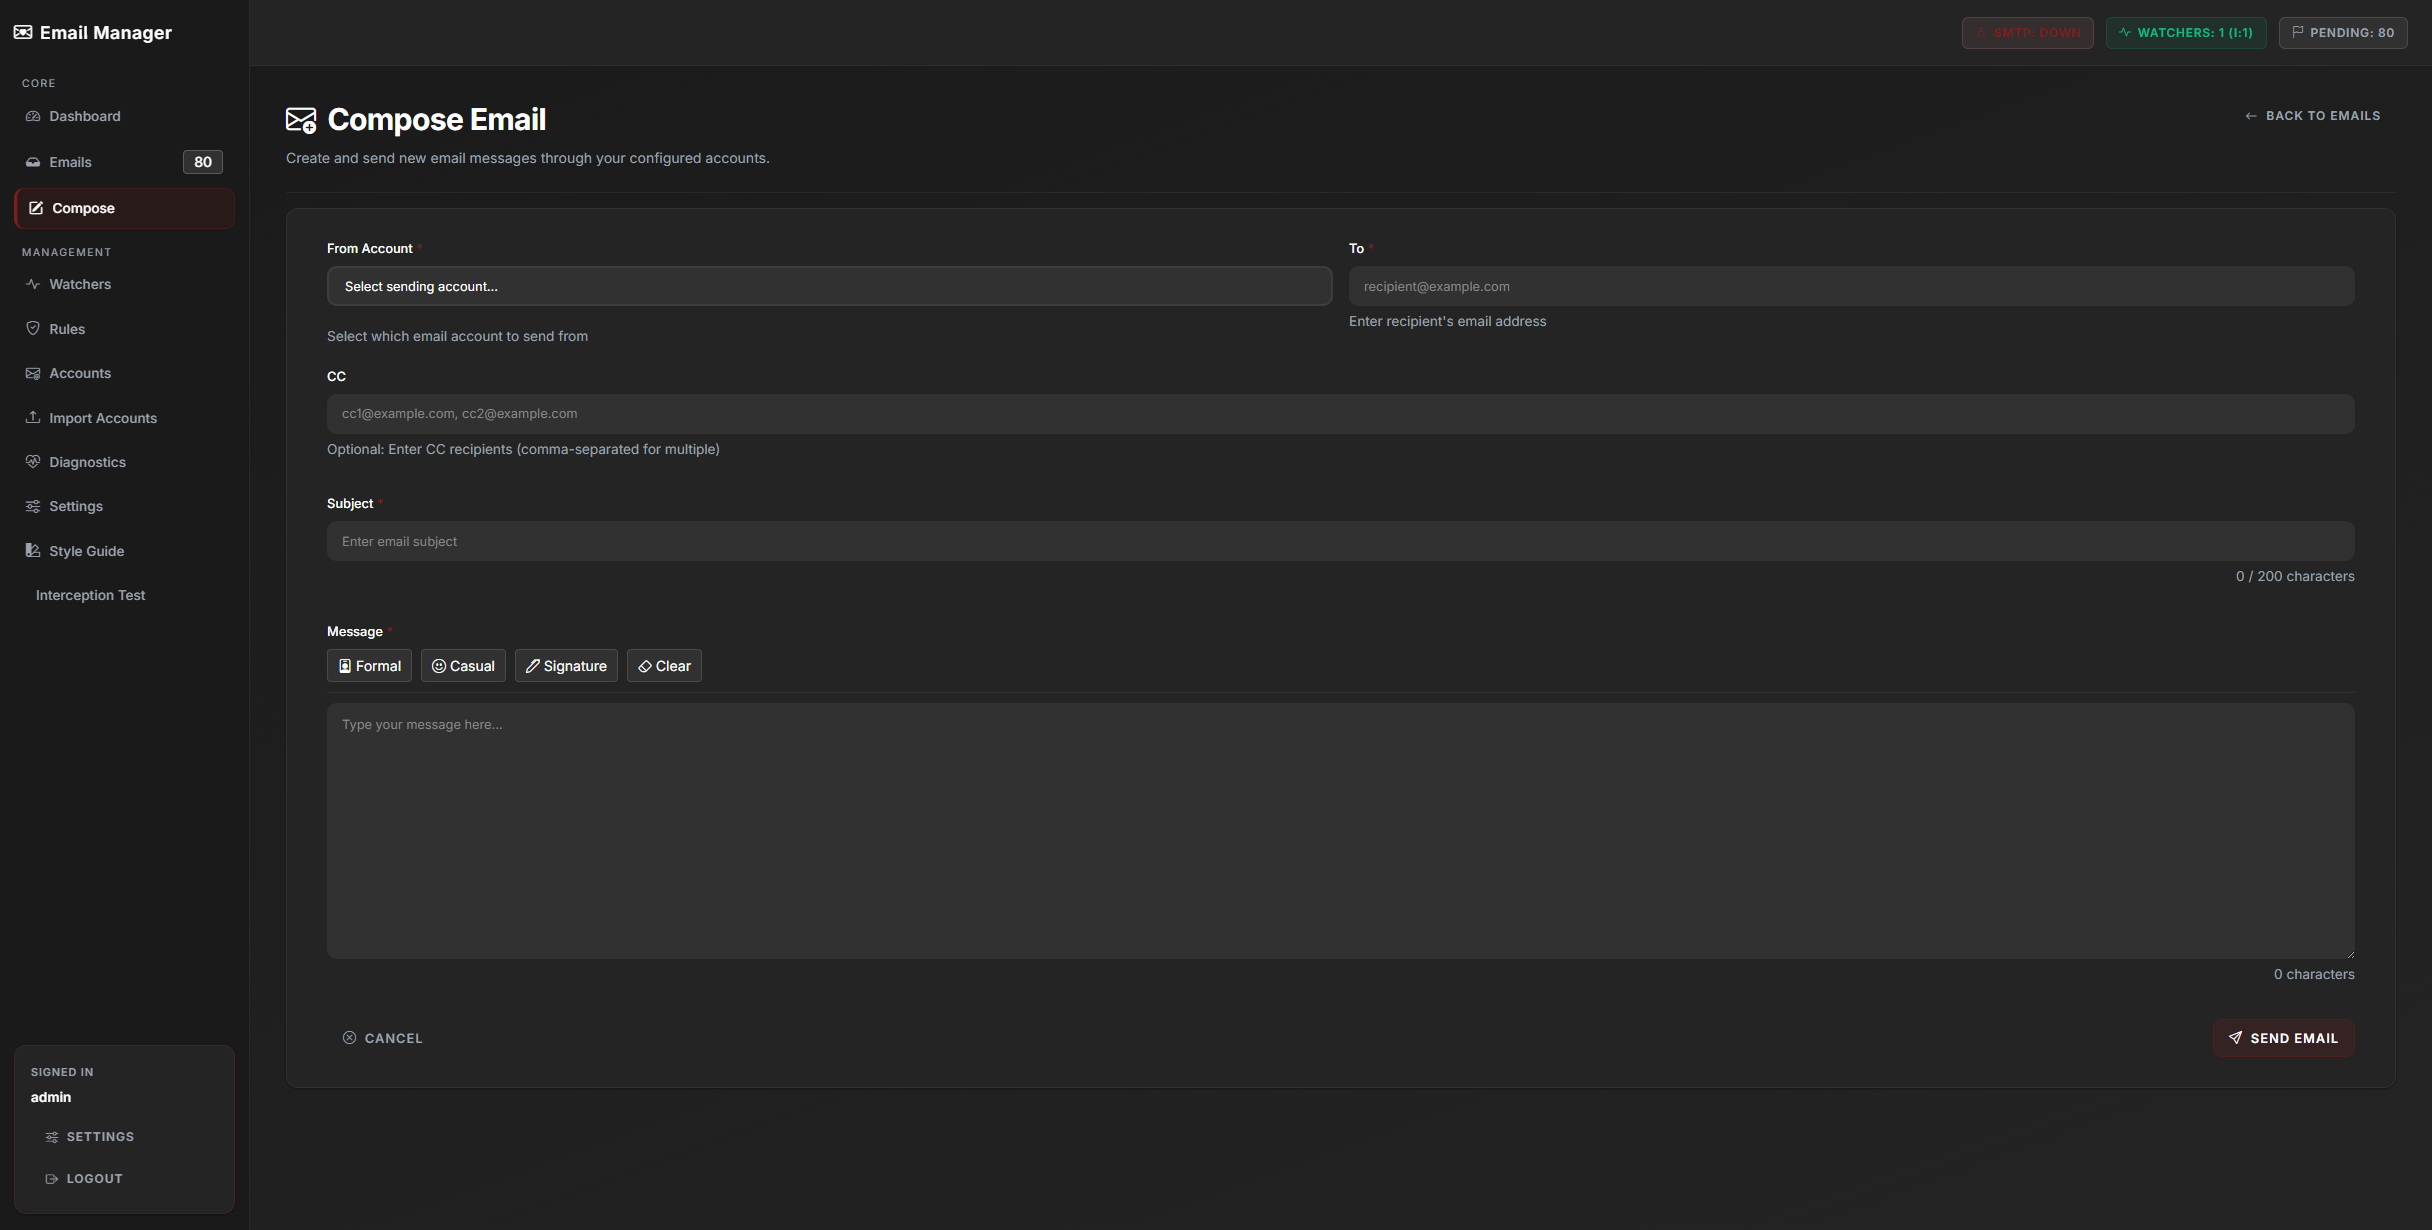 Email Manager
SMTP: DOWN
WATCHERS: 1 (I:1)
PENDING: 80
CORE
Dashboard
Emails
80
Compose
MANAGEMENT
Watchers
Rules
Accounts
Import Accounts
Diagnostics
Settings
Style Guide
Interception Test
SIGNED IN
admin
SETTINGS
LOGOUT
Compose Email
BACK TO EMAILS
Create and send new email messages through your configured accounts.
From Account *
Select sending account...
Select which email account to send from
To *
recipient@example.com
Enter recipient's email address
CC
cc1@example.com, cc2@example.com
Optional: Enter CC recipients (comma-separated for multiple)
Subject *
Enter email subject
0 / 200 characters
Message *
Formal
Casual
Signature
Clear
Type your message here...
0 characters
CANCEL
SEND EMAIL